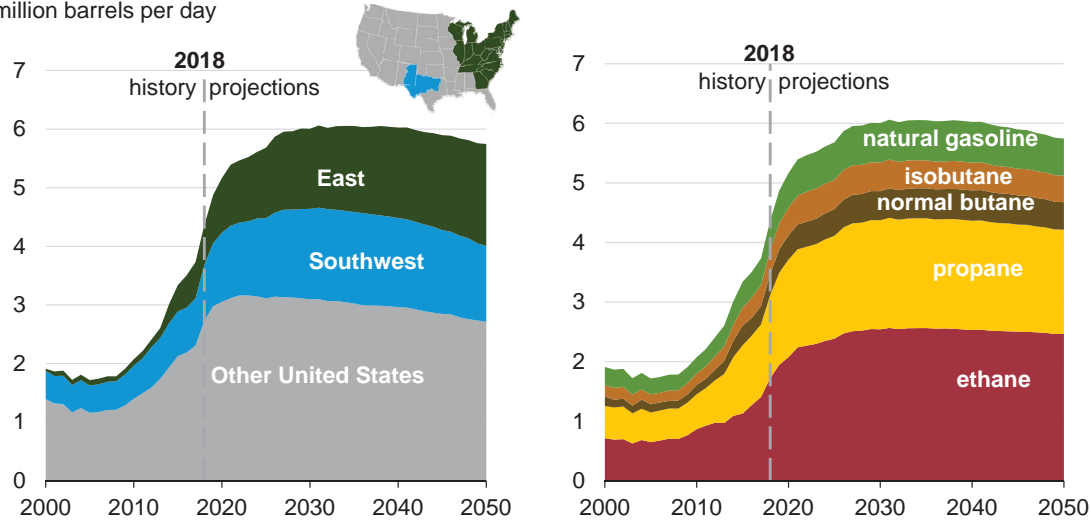 million barrels per day
2018
history projections
7
6
5
4
3
2
1
0
East
Southwest
Other United States
2000 2010 2020 2030 2040 2050
2018
history projections
7
6
5
4
3
2
1
0
natural gasoline
isobutane
normal butane
propane
ethane
2000 2010 2020 2030 2040 2050